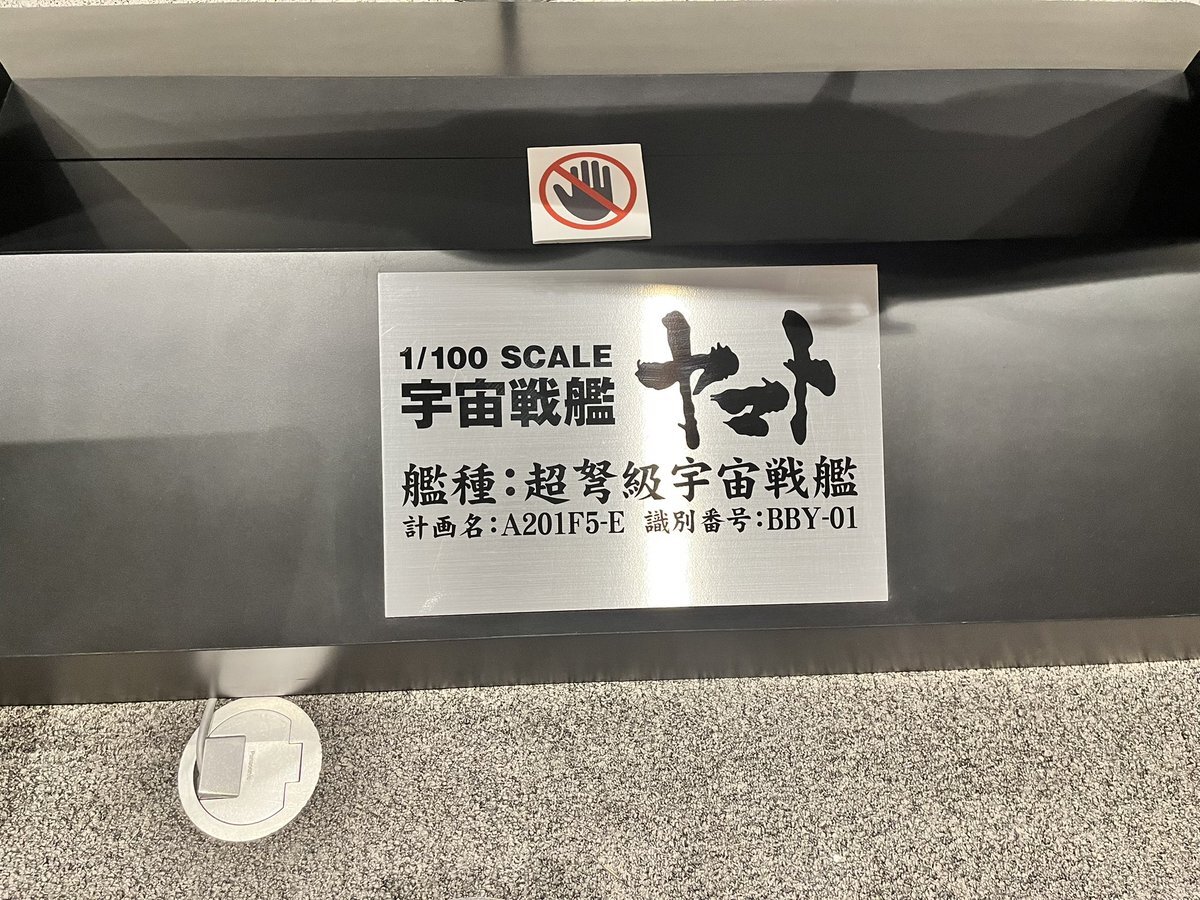 1/100 SCALE
宇宙戦艦 ヤマト
艦種：超弩級宇宙戦艦
計画名：A201F5-E 識別番号：BBY-01
Panasonic